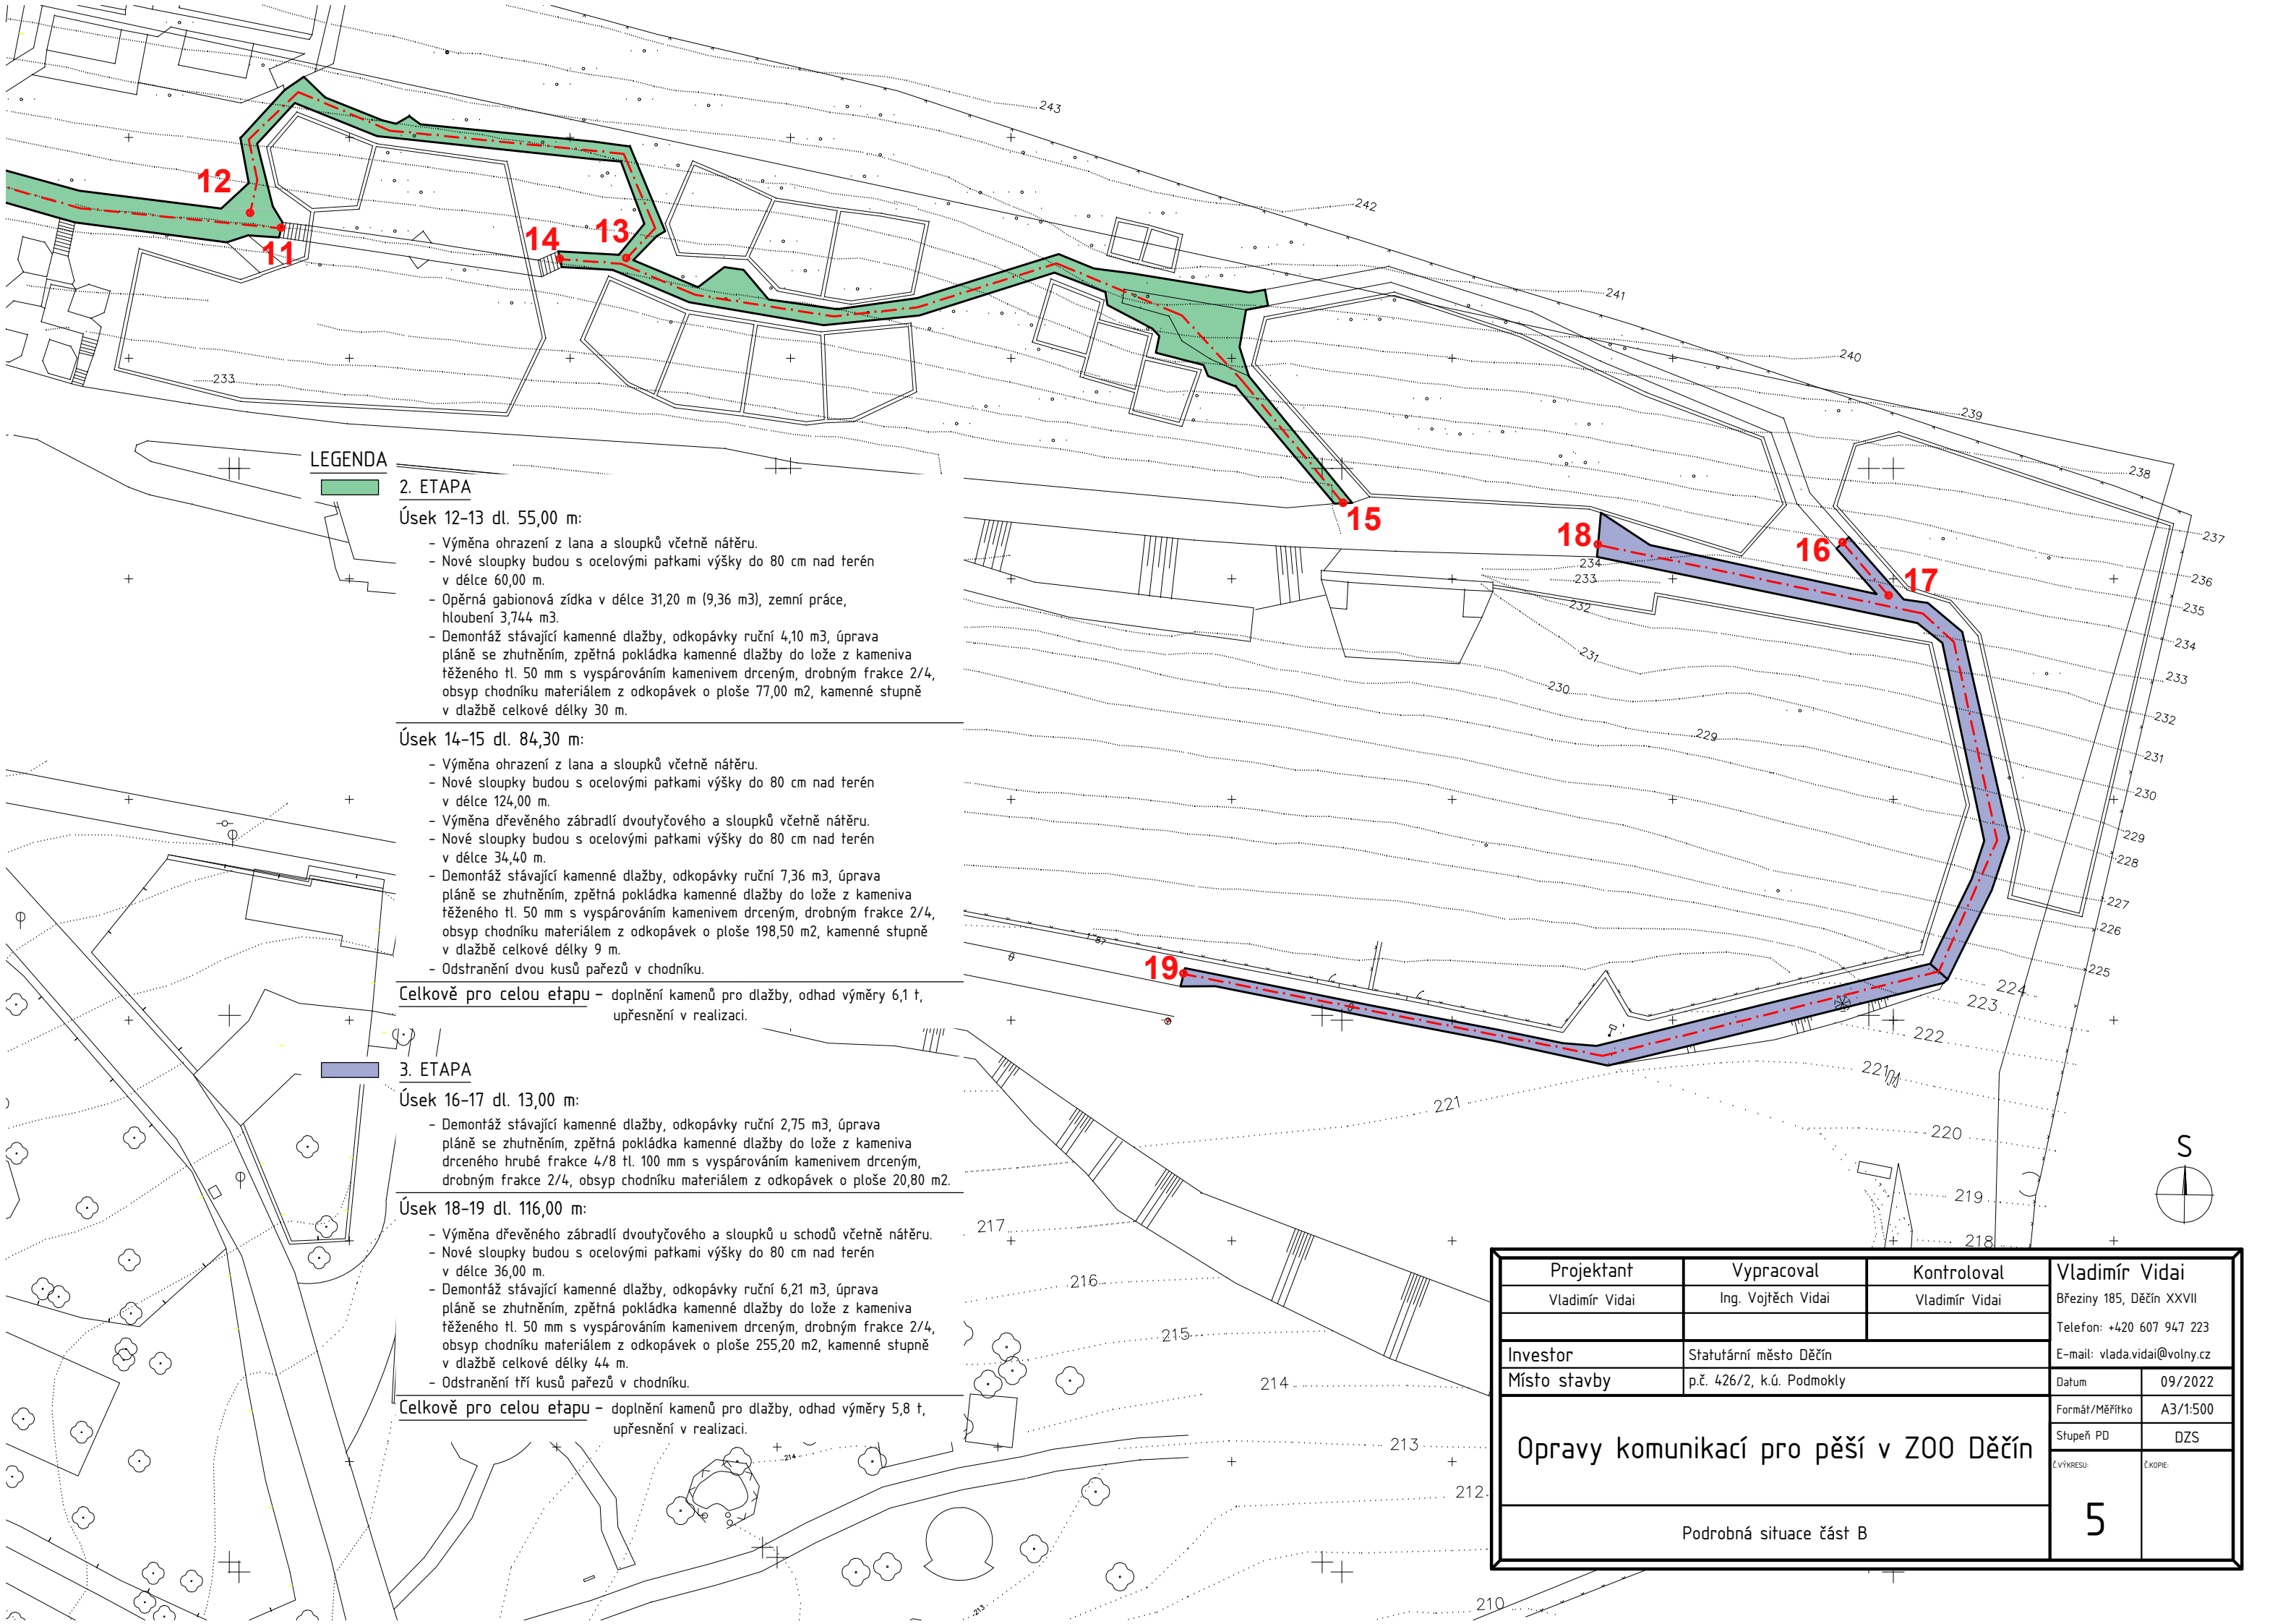 243
242
241
240
239
238
237
236
235
234
233
232
231
230
229
228
227
226
225
224
223
222
221
221
220
219
218
217
216
215
214
213
212
210
234
233
232
231
230
229
233
214
213
12
11
14
13
15
18
16
17
19
LEGENDA
2. ETAPA
Úsek 12-13 dl. 55,00 m:
- Výměna ohrazení z lana a sloupků včetně nátěru.
- Nové sloupky budou s ocelovými patkami výšky do 80 cm nad terén
v délce 60,00 m.
- Opěrná gabionová zídka v délce 31,20 m (9,36 m3), zemní práce,
hloubení 3,744 m3.
- Demontáž stávající kamenné dlažby, odkopávky ruční 4,10 m3, úprava
pláně se zhutněním, zpětná pokládka kamenné dlažby do lože z kameniva
těženého tl. 50 mm s vyspárováním kamenivem drceným, drobným frakce 2/4,
obsyp chodníku materiálem z odkopávek o ploše 77,00 m2, kamenné stupně
v dlažbě celkové délky 30 m.
Úsek 14-15 dl. 84,30 m:
- Výměna ohrazení z lana a sloupků včetně nátěru.
- Nové sloupky budou s ocelovými patkami výšky do 80 cm nad terén
v délce 124,00 m.
- Výměna dřevěného zábradlí dvoutyčového a sloupků včetně nátěru.
- Nové sloupky budou s ocelovými patkami výšky do 80 cm nad terén
v délce 34,40 m.
- Demontáž stávající kamenné dlažby, odkopávky ruční 7,36 m3, úprava
pláně se zhutněním, zpětná pokládka kamenné dlažby do lože z kameniva
těženého tl. 50 mm s vyspárováním kamenivem drceným, drobným frakce 2/4,
obsyp chodníku materiálem z odkopávek o ploše 198,50 m2, kamenné stupně
v dlažbě celkové délky 9 m.
- Odstranění dvou kusů pařezů v chodníku.
Celkově pro celou etapu - doplnění kamenů pro dlažby, odhad výměry 6,1 t,
upřesnění v realizaci.
3. ETAPA
Úsek 16-17 dl. 13,00 m:
- Demontáž stávající kamenné dlažby, odkopávky ruční 2,75 m3, úprava
pláně se zhutněním, zpětná pokládka kamenné dlažby do lože z kameniva
drceného hrubé frakce 4/8 tl. 100 mm s vyspárováním kamenivem drceným,
drobným frakce 2/4, obsyp chodníku materiálem z odkopávek o ploše 20,80 m2.
Úsek 18-19 dl. 116,00 m:
- Výměna dřevěného zábradlí dvoutyčového a sloupků u schodů včetně nátěru.
- Nové sloupky budou s ocelovými patkami výšky do 80 cm nad terén
v délce 36,00 m.
- Demontáž stávající kamenné dlažby, odkopávky ruční 6,21 m3, úprava
pláně se zhutněním, zpětná pokládka kamenné dlažby do lože z kameniva
těženého tl. 50 mm s vyspárováním kamenivem drceným, drobným frakce 2/4,
obsyp chodníku materiálem z odkopávek o ploše 255,20 m2, kamenné stupně
v dlažbě celkové délky 44 m.
- Odstranění tří kusů pařezů v chodníku.
Celkově pro celou etapu - doplnění kamenů pro dlažby, odhad výměry 5,8 t,
upřesnění v realizaci.
S
Projektant Vypracoval Kontroloval
Vladimír Vidai Ing. Vojtěch Vidai Vladimír Vidai
Investor Statutární město Děčín
Místo stavby p.č. 426/2, k.ú. Podmokly
Opravy komunikací pro pěší v ZOO Děčín
Podrobná situace část B
Vladimír Vidai
Březiny 185, Děčín XXVII
Telefon: +420 607 947 223
E-mail: vlada.vidai@volny.cz
Datum 09/2022
Formát/Měřítko A3/1:500
Stupeň PD DZS
Č.VÝKRESU: Č.KOPIE:
5